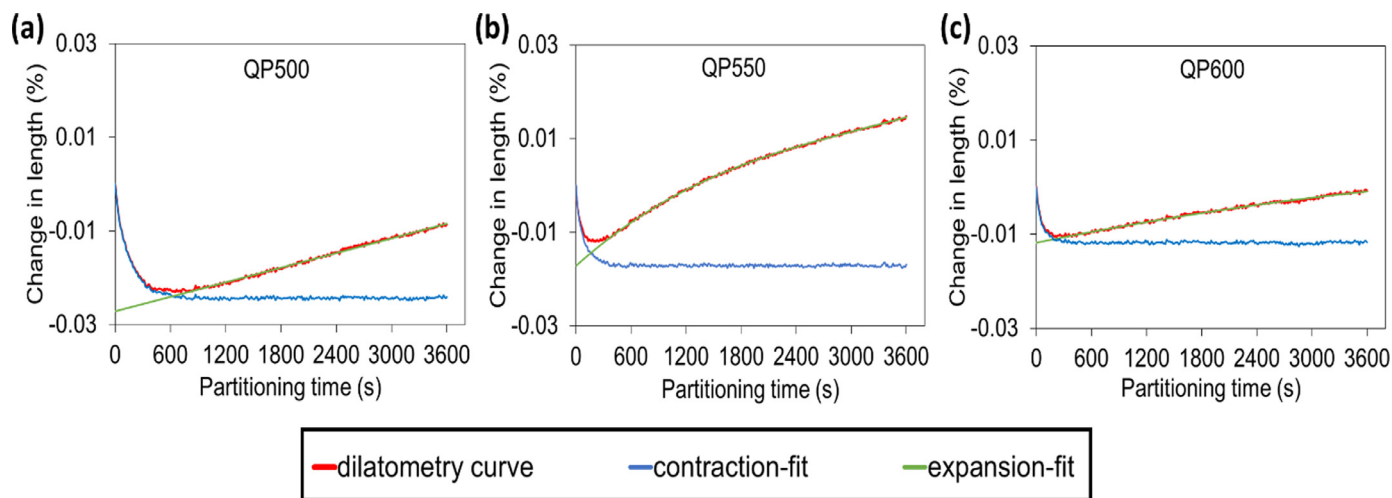 (a)
Change in length (%)
0.03
0.01
-0.01
-0.03
QP500
0 600 1200 1800 2400 3000 3600
Partitioning time (s)
(b)
Change in length (%)
0.03
0.01
-0.01
-0.03
QP550
0 600 1200 1800 2400 3000 3600
Partitioning time (s)
(c)
Change in length (%)
0.03
0.01
-0.01
-0.03
QP600
0 600 1200 1800 2400 3000 3600
Partitioning time (s)
dilatometry curve contraction-fit expansion-fit